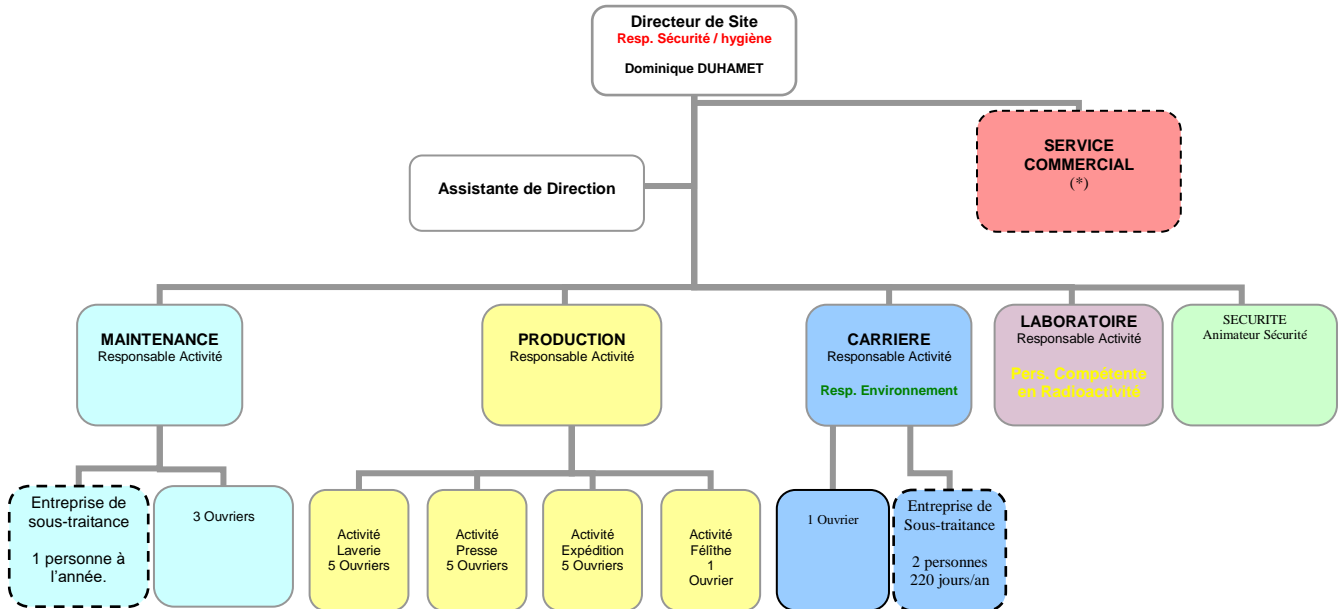 Directeur de Site
Resp. Sécurité / hygiène
Dominique DUHAMET
SERVICE
COMMERCIAL
(*)
Assistante de Direction
MAINTENANCE
Responsable Activité
PRODUCTION
Responsable Activité
CARRIERE
Responsable Activité
Resp. Environnement
LABORATOIRE
Responsable Activité
Pers. Compétente
en Radioactivité
SECURITE
Animateur Sécurité
Entreprise de
sous-traitance
1 personne à
l’année.
3 Ouvriers
Activité
Laverie
5 Ouvriers
Activité
Presse
5 Ouvriers
Activité
Expédition
5 Ouvriers
Activité
Félîthe
1
Ouvrier
1 Ouvrier
Entreprise de
Sous-traitance
2 personnes
220 jours/an